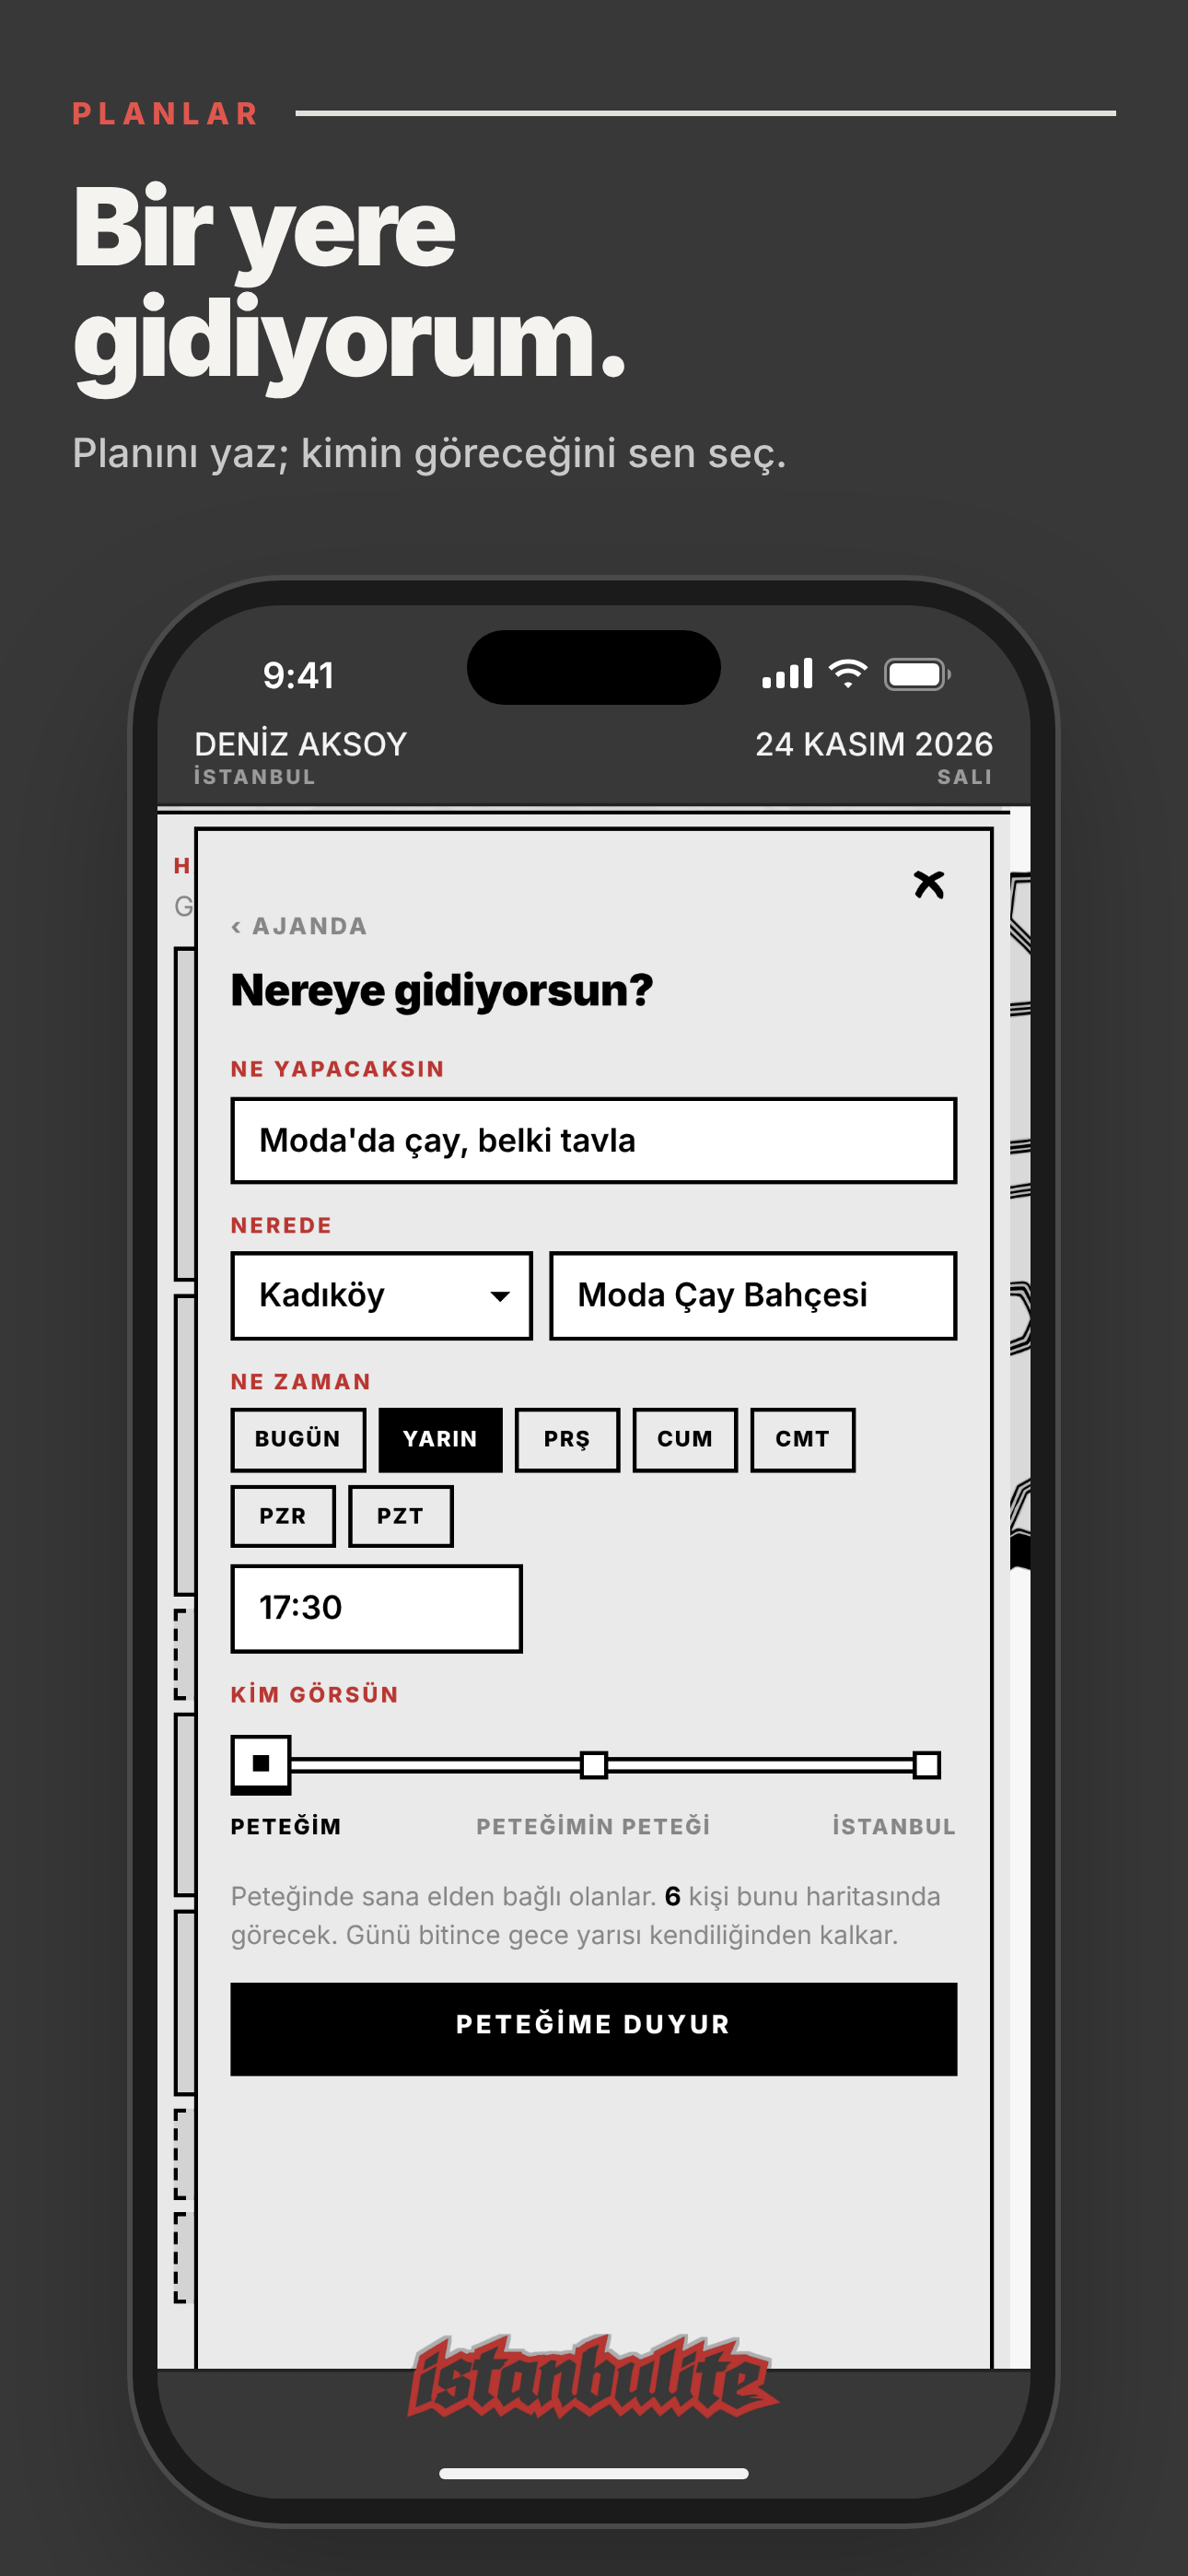 PLANLAR
Bir yere
gidiyorum.
Planını yaz; kimin göreceğini sen seç.
9:41
DENİZ AKSOY
24 KASIM 2026
İSTANBUL
SALI
H
G
‹ AJANDA
Nereye gidiyorsun?
NE YAPACAKSIN
Moda'da çay, belki tavla
NEREDE
Kadıköy
Moda Çay Bahçesi
NE ZAMAN
BUGÜN YARIN PRŞ CUM CMT
PZR PZT
17:30
KİM GÖRSÜN
PETEĞİM PETEĞİMİN PETEĞİ İSTANBUL
Peteğinde sana elden bağlı olanlar. 6 kişi bunu haritasında
görecek. Günü bitince gece yarısı kendiliğinden kalkar.
PETEĞİME DUYUR
istanbulite